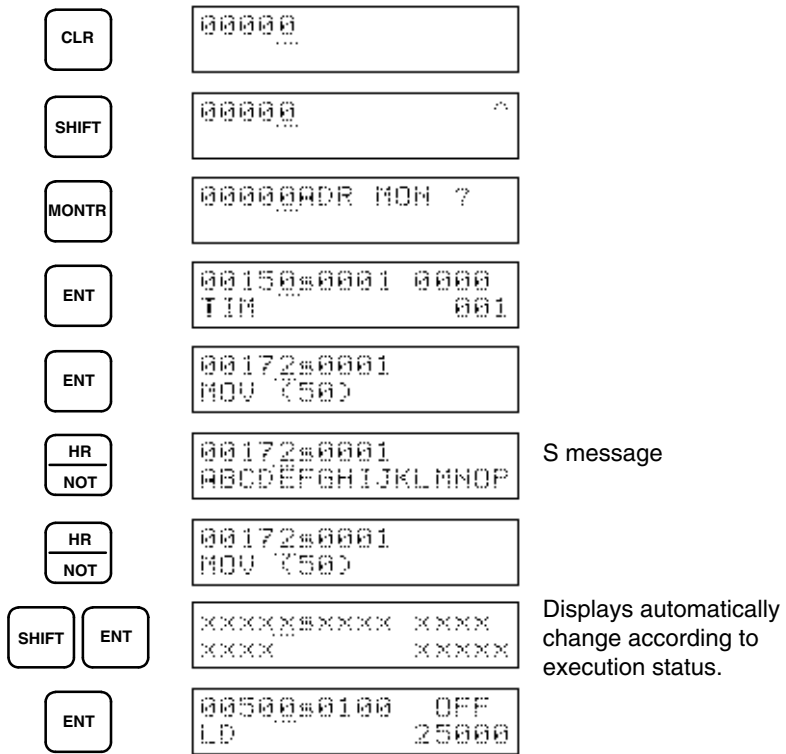 CLR
00000
SHIFT
00000 ^
MONTR
00000ADR MON ?
ENT
00150s0001 0000
TIM 001
ENT
00172s0001
MOV (50)
HR
NOT
00172s0001
ABCDEFGHIJKLMNOP
S message
HR
NOT
00172s0001
MOV (50)
SHIFT ENT
xxxxxsxxxx xxxx
xxxx xxxxx
Displays automatically
change according to
execution status.
ENT
00500s0100 OFF
LD 25000